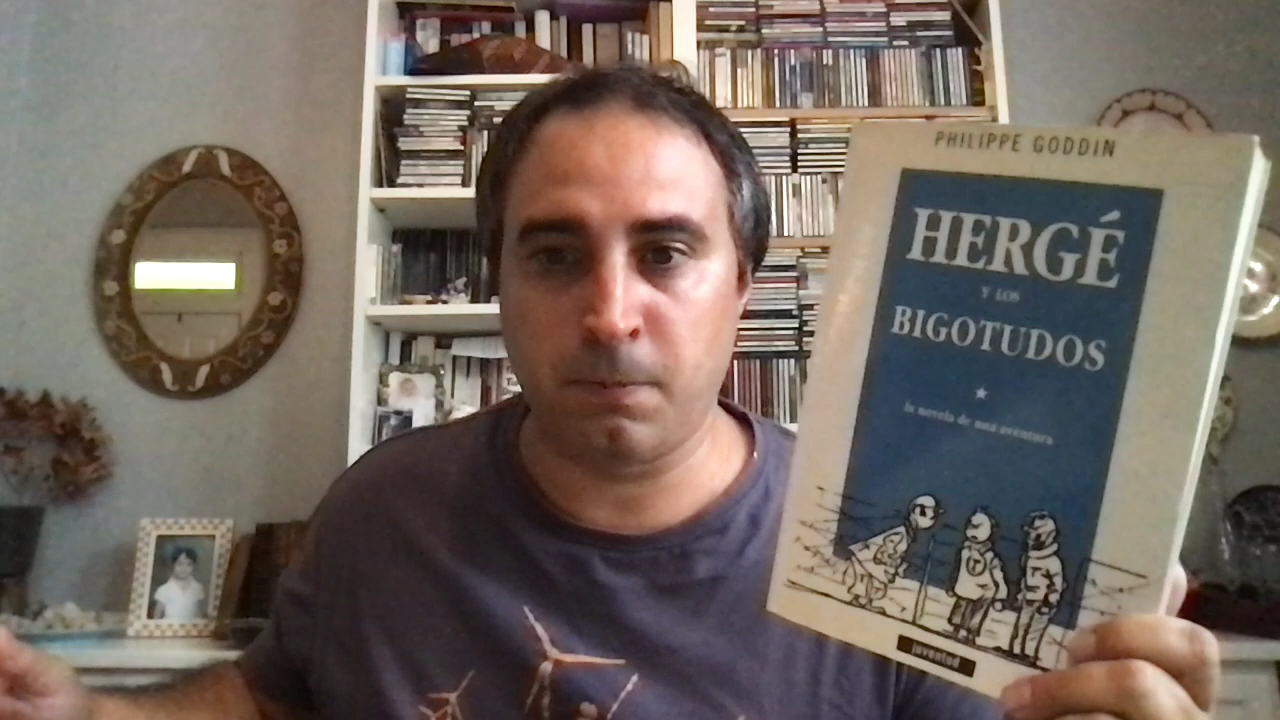 PHILIPPE GODDIN
HERGÉ
Y LOS
BIGOTUDOS
la novela de una aventura
juventud